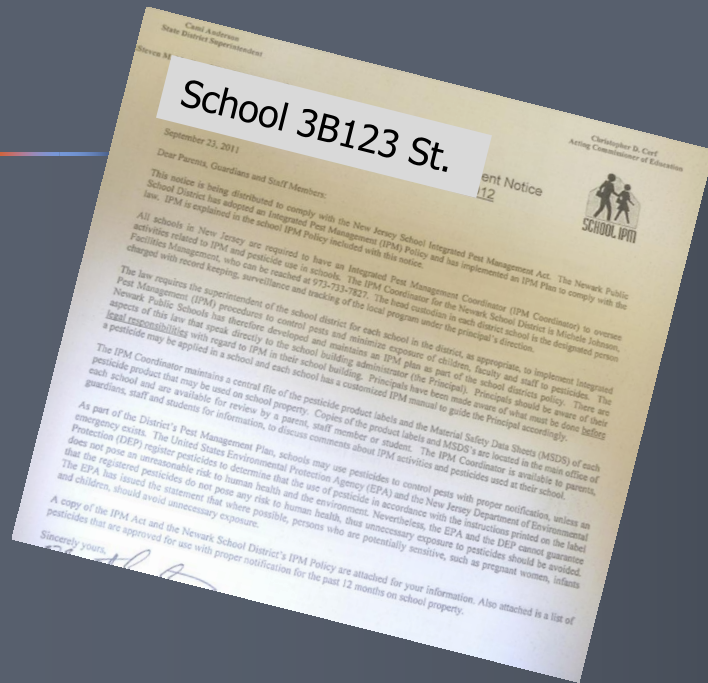 Cami Anderson
State District Superintendent
Steven M
School 3B123 St.
Christopher D. Cerf
Acting Commissioner of Education
ent Notice
12
SCHOOL IPM
September 23, 2011
Dear Parents, Guardians and Staff Members:
This notice is being distributed to comply with the New Jersey School Integrated Pest Management Act. The Newark Public
School District has adopted an Integrated Pest Management (IPM) Policy and has implemented an IPM Plan to comply with the
law. IPM is explained in the school IPM Policy included with this notice.
All schools in New Jersey are required to have an Integrated Pest Management Coordinator (IPM Coordinator) to oversee
activities related to IPM and pesticide use in schools. The IPM Coordinator for the Newark School District is Michele Johnson,
Facilities Management, who can be reached at 973-733-7827. The head custodian in each district school is the designated person
charged with record keeping, surveillance and tracking of the local program under the principal's direction.
The law requires the superintendent of the school district for each school in the district, as appropriate, to implement Integrated
Pest Management (IPM) procedures to control pests and minimize exposure of children, faculty and staff to pesticides. The
Newark Public Schools has therefore developed and maintains an IPM plan as part of the school districts policy. There are
aspects of this law that speak directly to the school building administrator (the Principal). Principals should be aware of their
legal responsibilities with regard to IPM in their school building. Principals have been made aware of what must be done before
a pesticide may be applied in a school and each school has a customized IPM manual to guide the Principal accordingly.
The IPM Coordinator maintains a central file of the pesticide product labels and the Material Safety Data Sheets (MSDS) of each
pesticide product that may be used on school property. Copies of the product labels and MSDS's are located in the main office of
each school and are available for review by a parent, staff member or student. The IPM Coordinator is available to parents,
guardians, staff and students for information, to discuss comments about IPM activities and pesticides used at their school.
As part of the District's Pest Management Plan, schools may use pesticides to control pests with proper notification, unless an
emergency exists. The United States Environmental Protection Agency (EPA) and the New Jersey Department of Environmental
Protection (DEP) register pesticides to determine that the use of pesticide in accordance with the instructions printed on the label
does not pose an unreasonable risk to human health and the environment. Nevertheless, the EPA and the DEP cannot guarantee
that the registered pesticides do not pose any risk to human health, thus unnecessary exposure to pesticides should be avoided.
The EPA has issued the statement that where possible, persons who are potentially sensitive, such as pregnant women, infants
and children, should avoid unnecessary exposure.
A copy of the IPM Act and the Newark School District's IPM Policy are attached for your information. Also attached is a list of
pesticides that are approved for use with proper notification for the past 12 months on school property.
Sincerely yours,